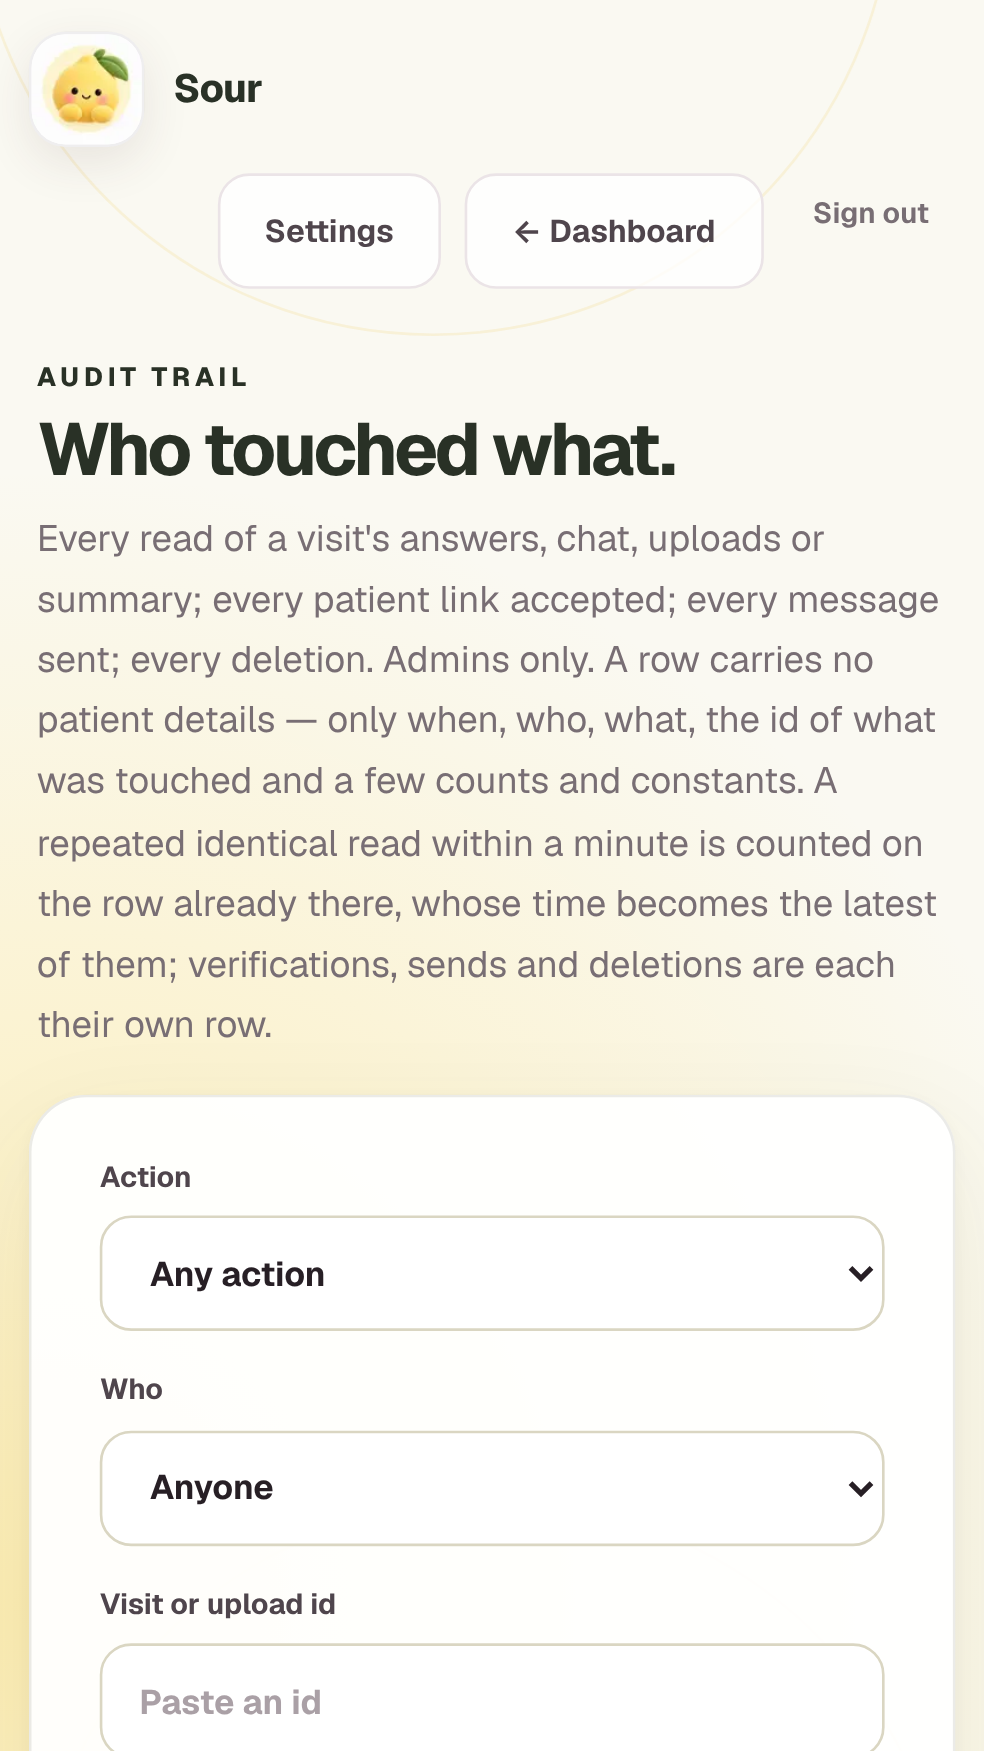 Sour
Settings
← Dashboard
Sign out
AUDIT TRAIL
Who touched what.
Every read of a visit's answers, chat, uploads or
summary; every patient link accepted; every message
sent; every deletion. Admins only. A row carries no
patient details — only when, who, what, the id of what
was touched and a few counts and constants. A
repeated identical read within a minute is counted on
the row already there, whose time becomes the latest
of them; verifications, sends and deletions are each
their own row.
Action
Any action
Who
Anyone
Visit or upload id
Paste an id